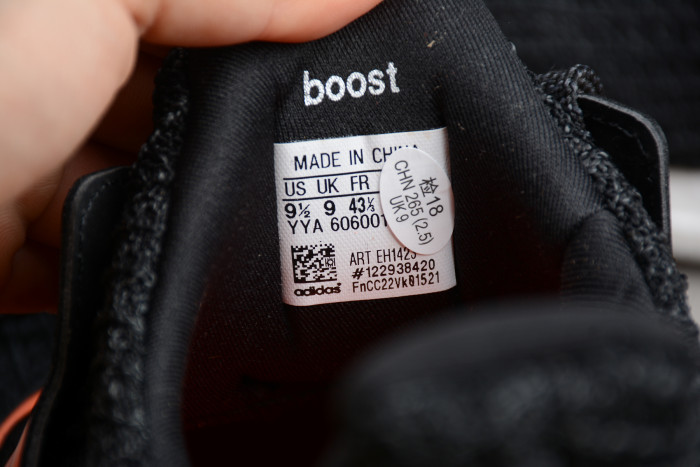 boost
MADE IN CHINA
US UK FR
9½ 9 43⅓
YYA 606001
检18
CHN 265 (2.5)
UK 9
ART EH1425
#122938420
FnCC22Vk01521
adidas